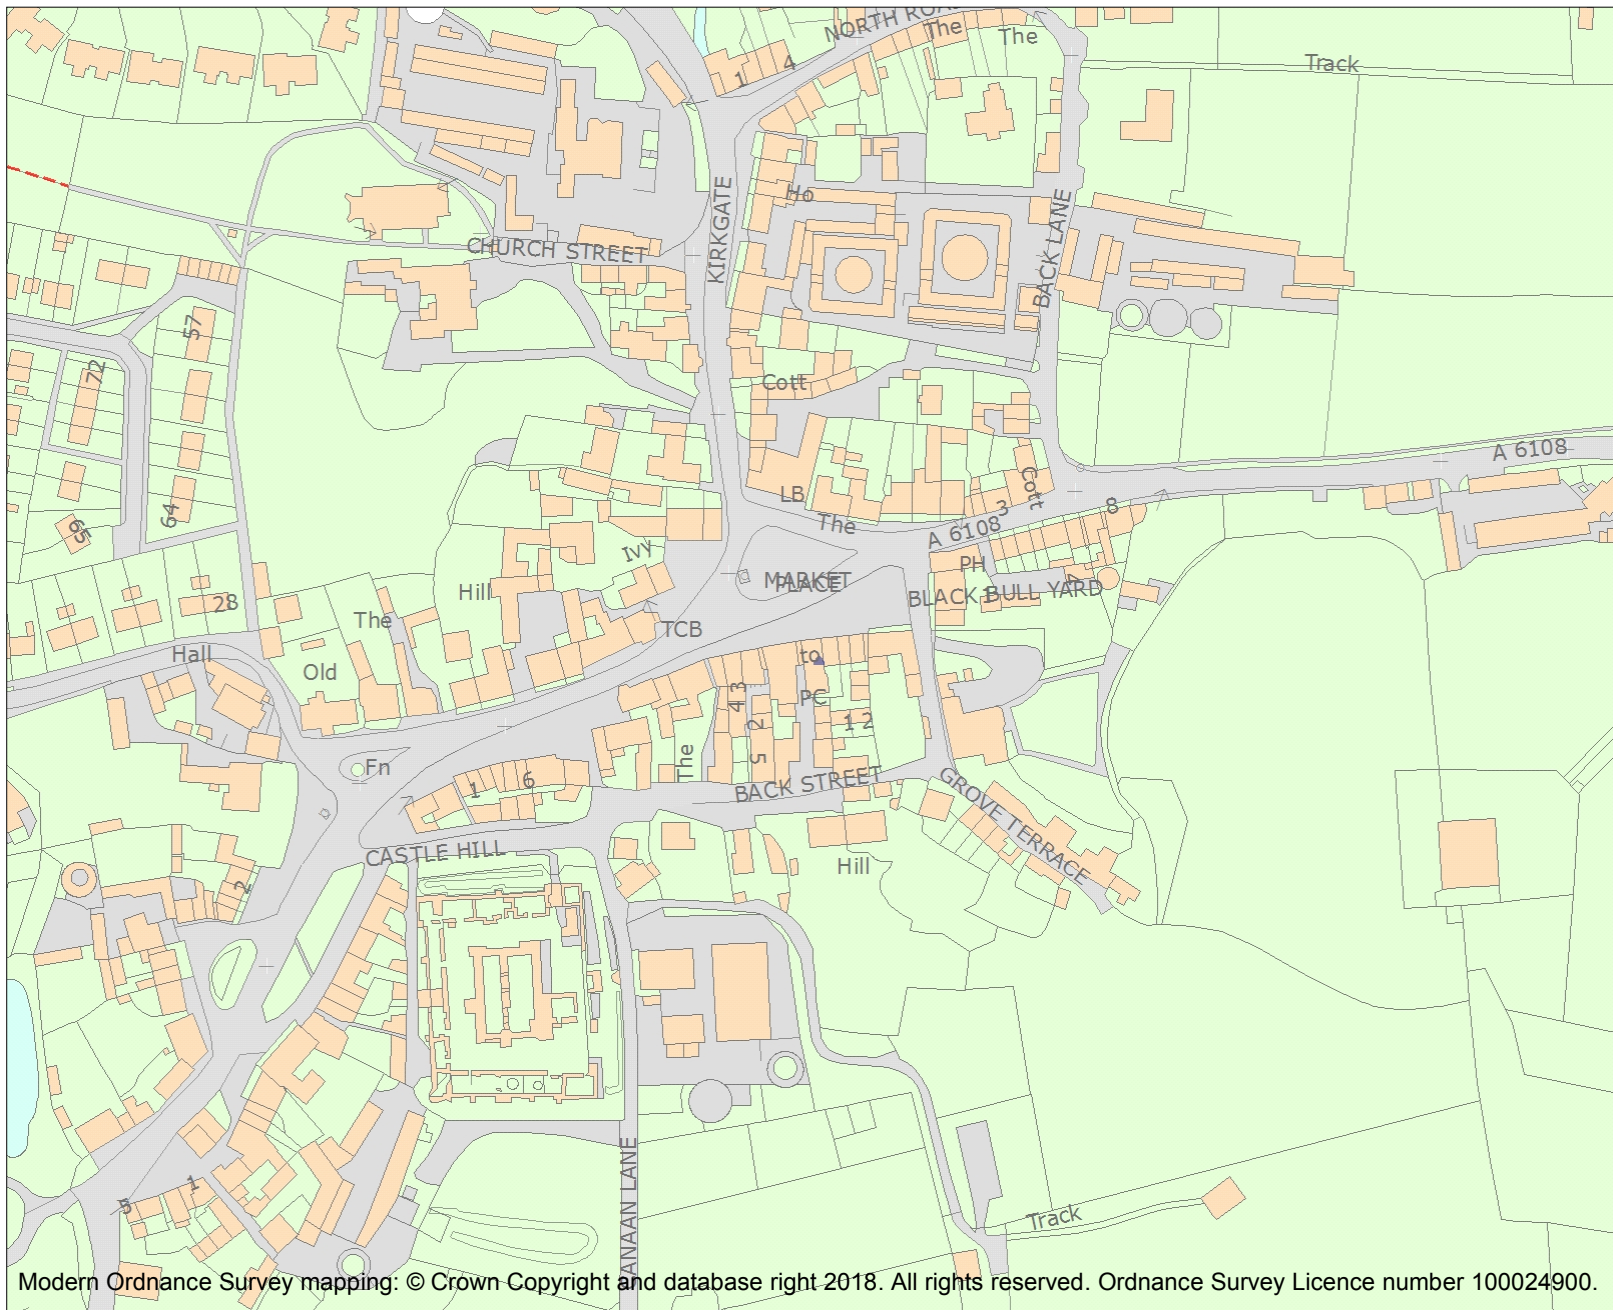 NORTH ROA
The
The
Track
1
4
Ho
KIRKGATE
BACK LANE
CHURCH STREET
57
72
Cott
A 6108
LB
Cott
3
8
The
A 6108
64
65
Ivy
MARKET
PLACE
PH
BLACK BULL YARD
1
Hill
28
The
TCB
Hall
Old
to
PC
4 3
2
1 2
5
The
Fn
1
6
BACK STREET
GROVE TERRACE
CASTLE HILL
Hill
2
ANAAN LANE
Track
1
5
Modern Ordnance Survey mapping: © Crown Copyright and database right 2018. All rights reserved. Ordnance Survey Licence number 100024900.